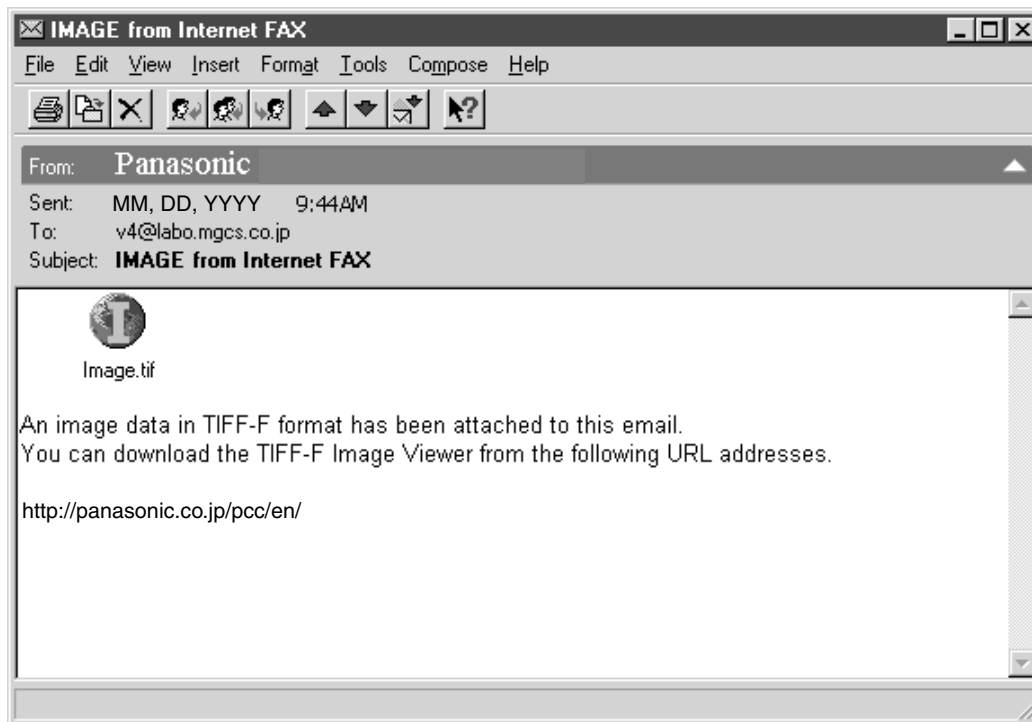 IMAGE from Internet FAX
File Edit View Insert Format Tools Compose Help
From: Panasonic
Sent: MM, DD, YYYY 9:44AM
To: v4@labo.mgcs.co.jp
Subject: IMAGE from Internet FAX
I
Image.tif
An image data in TIFF-F format has been attached to this email.
You can download the TIFF-F Image Viewer from the following URL addresses.
http://panasonic.co.jp/pcc/en/